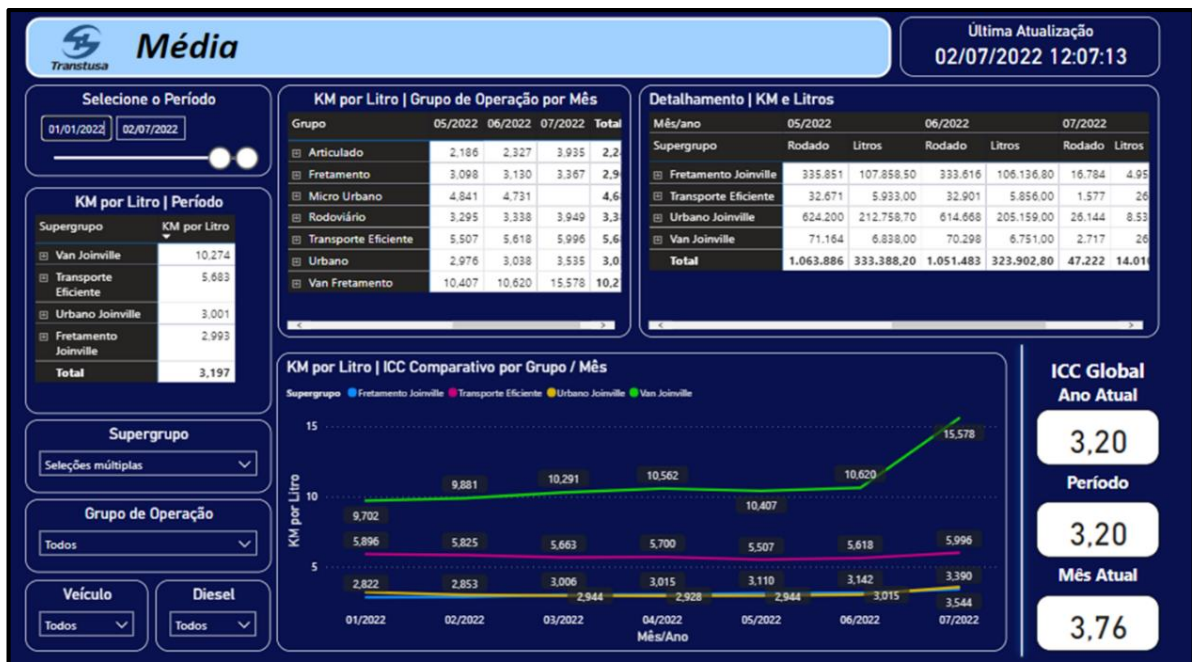 Transtusa
Média
Última Atualização
02/07/2022 12:07:13
Selecione o Período
01/01/2022 02/07/2022
KM por Litro | Período
Supergrupo KM por Litro
Van Joinville 10,274
Transporte Eficiente 5,683
Urbano Joinville 3,001
Fretamento Joinville 2,993
Total 3,197
Supergrupo
Seleções múltiplas
Grupo de Operação
Todos
Veículo
Todos
Diesel
Todos
KM por Litro | Grupo de Operação por Mês
Grupo 05/2022 06/2022 07/2022 Total
Articulado 2,186 2,327 3,935
Fretamento 3,098 3,130 3,367
Micro Urbano 4,841 4,731
Rodoviário 3,295 3,338 3,949
Transporte Eficiente 5,507 5,618 5,996
Urbano 2,976 3,038 3,535
Van Fretamento 10,407 10,620 15,578
Detalhamento | KM e Litros
Mês/ano 05/2022 06/2022 07/2022
Supergrupo Rodado Litros Rodado Litros Rodado Litros
Fretamento Joinville 335.851 107.858,50 333.616 106.136,80 16.784 4.95
Transporte Eficiente 32.671 5.933,00 32.901 5.856,00 1.577 26
Urbano Joinville 624.200 212.758,70 614.668 205.159,00 26.144 8.53
Van Joinville 71.164 6.838,00 70.298 6.751,00 2.717 26
Total 1.063.886 333.388,20 1.051.483 323.902,80 47.222 14.01
KM por Litro | ICC Comparativo por Grupo / Mês
Supergrupo Fretamento Joinville Transporte Eficiente Urbano Joinville Van Joinville
KM por Litro
15
10
5
9,702 9,881 10,291 10,562 10,407 10,620 15,578
5,896 5,825 5,663 5,700 5,507 5,618 5,996
2,822 2,853 3,006 3,015 3,110 3,142 3,390
2,944 2,928 2,944 3,015 3,544
01/2022 02/2022 03/2022 04/2022 05/2022 06/2022 07/2022
Mês/Ano
ICC Global
Ano Atual
3,20
Período
3,20
Mês Atual
3,76